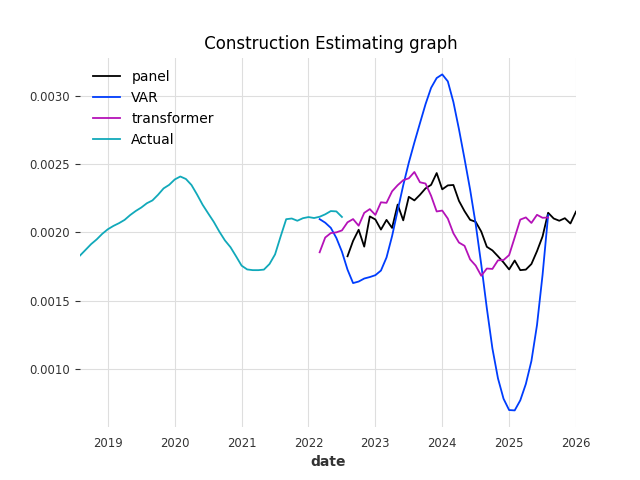 Construction Estimating graph
panel
VAR
transformer
Actual
0.0030
0.0025
0.0020
0.0015
0.0010
2019 2020 2021 2022 2023 2024 2025 2026
date